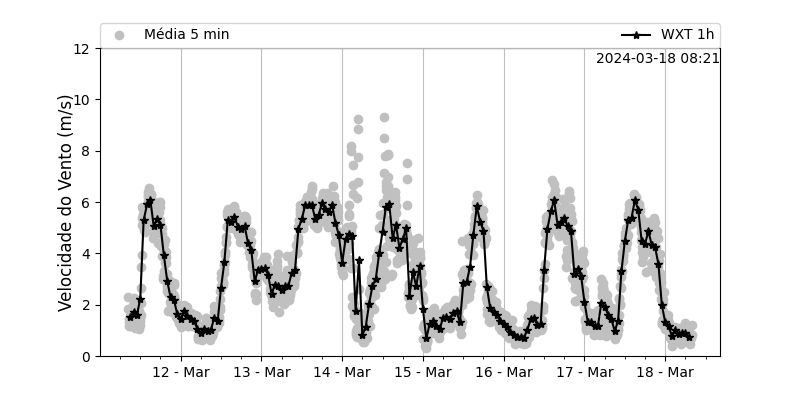 Média 5 min
WXT 1h
2024-03-18 08:21
Velocidade do Vento (m/s)
12
10
8
6
4
2
0
12 - Mar
13 - Mar
14 - Mar
15 - Mar
16 - Mar
17 - Mar
18 - Mar